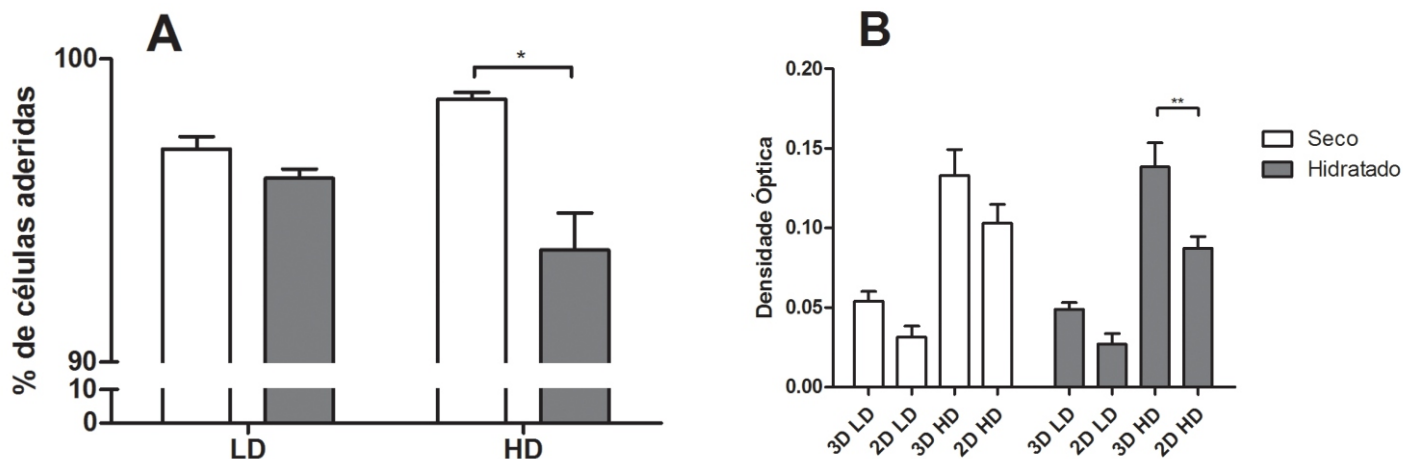 A
% de células aderidas
100
90
10
0
*
LD
HD
B
Densidade Óptica
0.20
0.15
0.10
0.05
0.00
**
3D LD
2D LD
3D HD
2D HD
3D LD
2D LD
3D HD
2D HD
Seco
Hidratado